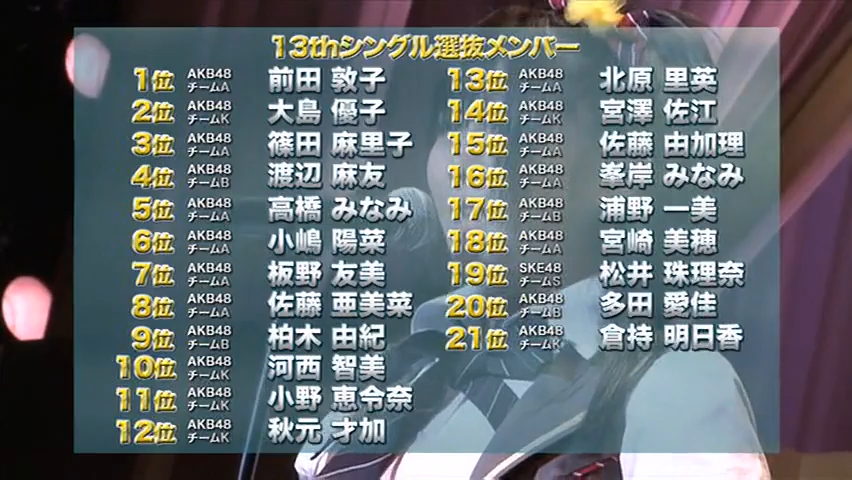 13thシングル選抜メンバー
1位 AKB48 チームA 前田 敦子
2位 AKB48 チームK 大島 優子
3位 AKB48 チームA 篠田 麻里子
4位 AKB48 チームB 渡辺 麻友
5位 AKB48 チームA 高橋 みなみ
6位 AKB48 チームA 小嶋 陽菜
7位 AKB48 チームA 板野 友美
8位 AKB48 チームA 佐藤 亜美菜
9位 AKB48 チームB 柏木 由紀
10位 AKB48 チームK 河西 智美
11位 AKB48 チームK 小野 恵令奈
12位 AKB48 チームK 秋元 才加
13位 AKB48 チームA 北原 里英
14位 AKB48 チームK 宮澤 佐江
15位 AKB48 チームA 佐藤 由加理
16位 AKB48 チームA 峯岸 みなみ
17位 AKB48 チームB 浦野 一美
18位 AKB48 チームA 宮崎 美穂
19位 SKE48 チームS 松井 珠理奈
20位 AKB48 チームB 多田 愛佳
21位 AKB48 チームK 倉持 明日香